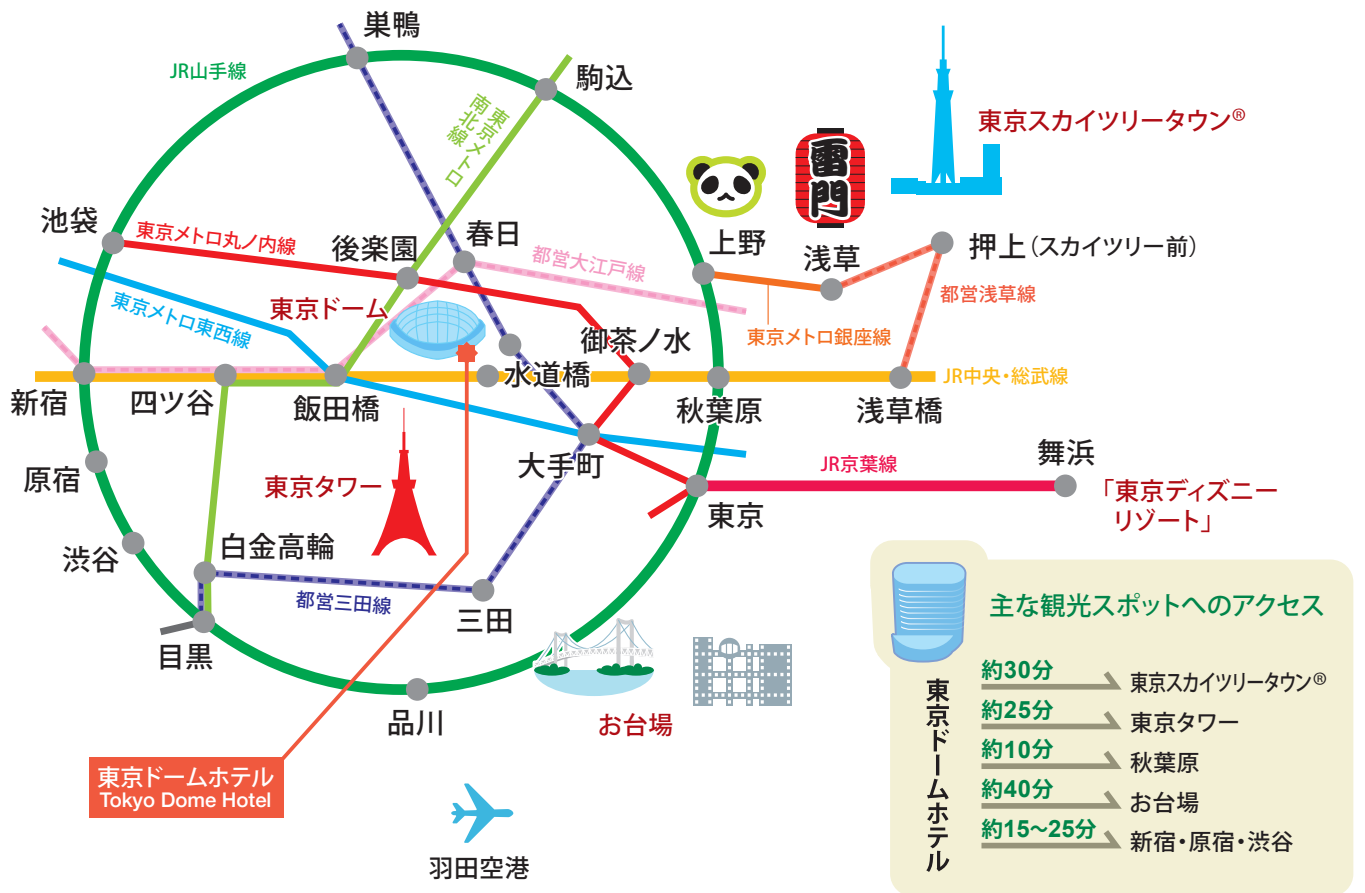 巣鴨
JR山手線
駒込
東京メトロ
南北線
東京スカイツリータウン®
雷門
池袋
東京メトロ丸ノ内線
後楽園
春日
都営大江戸線
上野
浅草
押上(スカイツリー前)
東京メトロ東西線
東京ドーム
都営浅草線
東京メトロ銀座線
御茶ノ水
水道橋
JR中央・総武線
新宿
四ツ谷
飯田橋
秋葉原
浅草橋
大手町
JR京葉線
舞浜
原宿
東京タワー
東京
「東京ディズニー
リゾート」
渋谷
白金高輪
都営三田線
三田
目黒
品川
お台場
東京ドームホテル
Tokyo Dome Hotel
羽田空港
主な観光スポットへのアクセス
東京ドームホテル
約30分 東京スカイツリータウン®
約25分 東京タワー
約10分 秋葉原
約40分 お台場
約15〜25分 新宿・原宿・渋谷